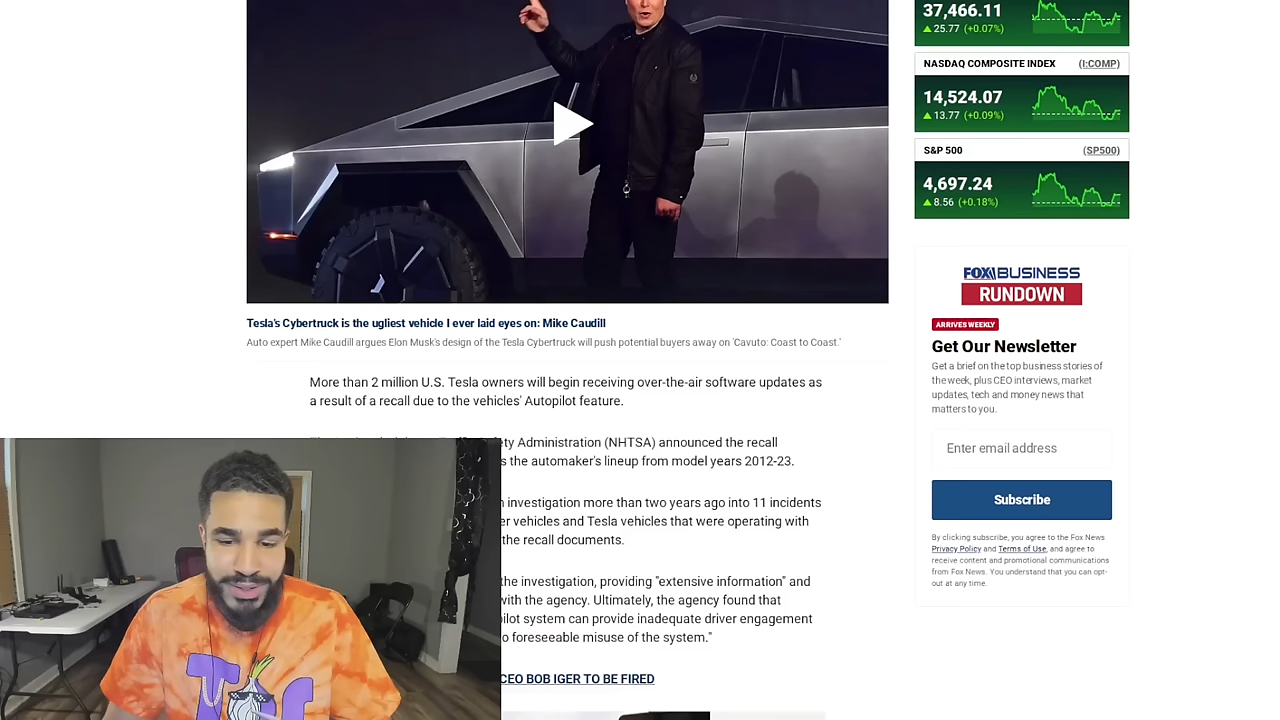 37,466.11
25.77 (+0.07%)
NASDAQ COMPOSITE INDEX (I:COMP)
14,524.07
13.77 (+0.09%)
S&P 500 (SP500)
4,697.24
8.56 (+0.18%)
Tesla's Cybertruck is the ugliest vehicle I ever laid eyes on: Mike Caudill
Auto expert Mike Caudill argues Elon Musk's design of the Tesla Cybertruck will push potential buyers away on 'Cavuto: Coast to Coast.'
More than 2 million U.S. Tesla owners will begin receiving over-the-air software updates as
a result of a recall due to the vehicles' Autopilot feature.
ty Administration (NHTSA) announced the recall
s the automaker's lineup from model years 2012-23.
investigation more than two years ago into 11 incidents
er vehicles and Tesla vehicles that were operating with
the recall documents.
the investigation, providing "extensive information" and
with the agency. Ultimately, the agency found that
pilot system can provide inadequate driver engagement
o foreseeable misuse of the system."
CEO BOB IGER TO BE FIRED
FOX BUSINESS
RUNDOWN
ARRIVES WEEKLY
Get Our Newsletter
Get a brief on the top business stories of
the week, plus CEO interviews, market
updates, tech and money news that
matters to you.
Enter email address
Subscribe
By clicking subscribe, you agree to the Fox News
Privacy Policy and Terms of Use, and agree to
receive content and promotional communications
from Fox News. You understand that you can opt-
out at any time.